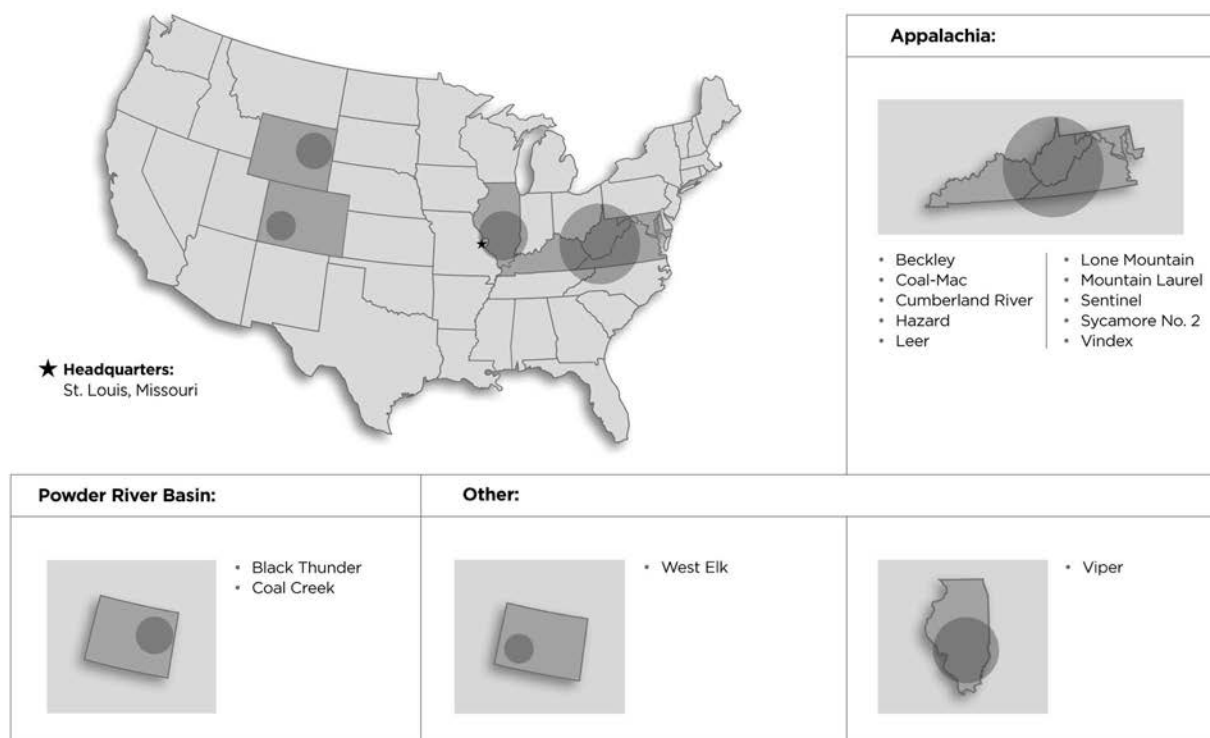 Appalachia:
• Beckley
• Coal-Mac
• Cumberland River
• Hazard
• Leer
• Lone Mountain
• Mountain Laurel
• Sentinel
• Sycamore No. 2
• Vindex
★ Headquarters:
St. Louis, Missouri
Powder River Basin:
• Black Thunder
• Coal Creek
Other:
• West Elk
• Viper